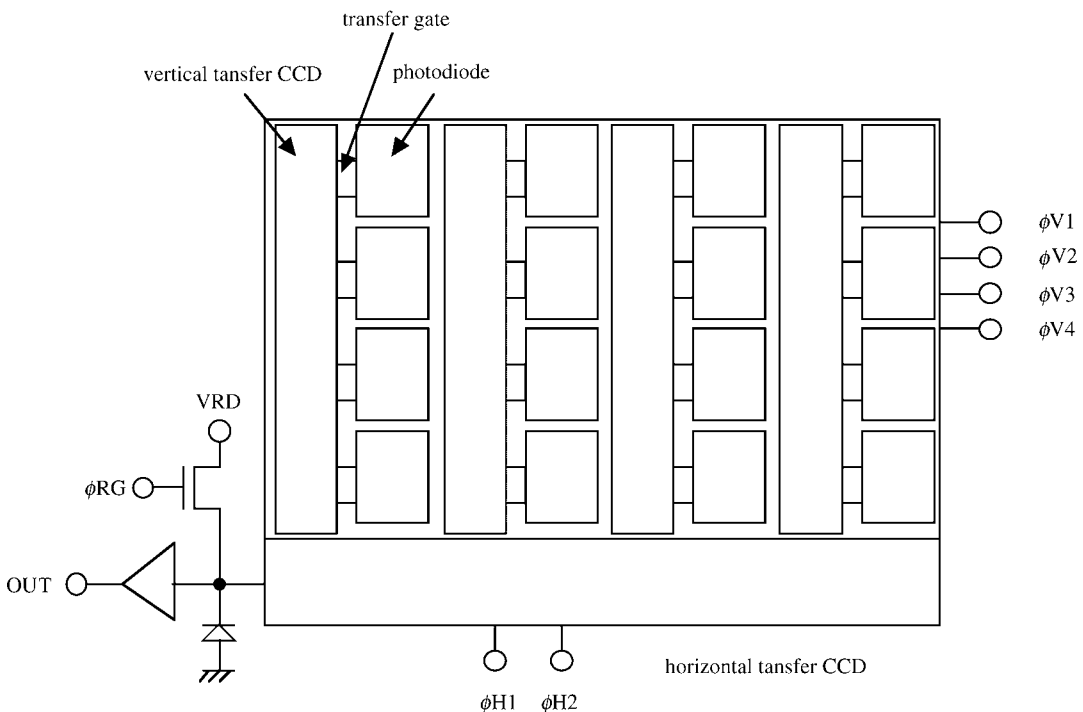 transfer gate
vertical tansfer CCD
photodiode
ϕV1
ϕV2
ϕV3
ϕV4
VRD
ϕRG
OUT
horizontal tansfer CCD
ϕH1
ϕH2